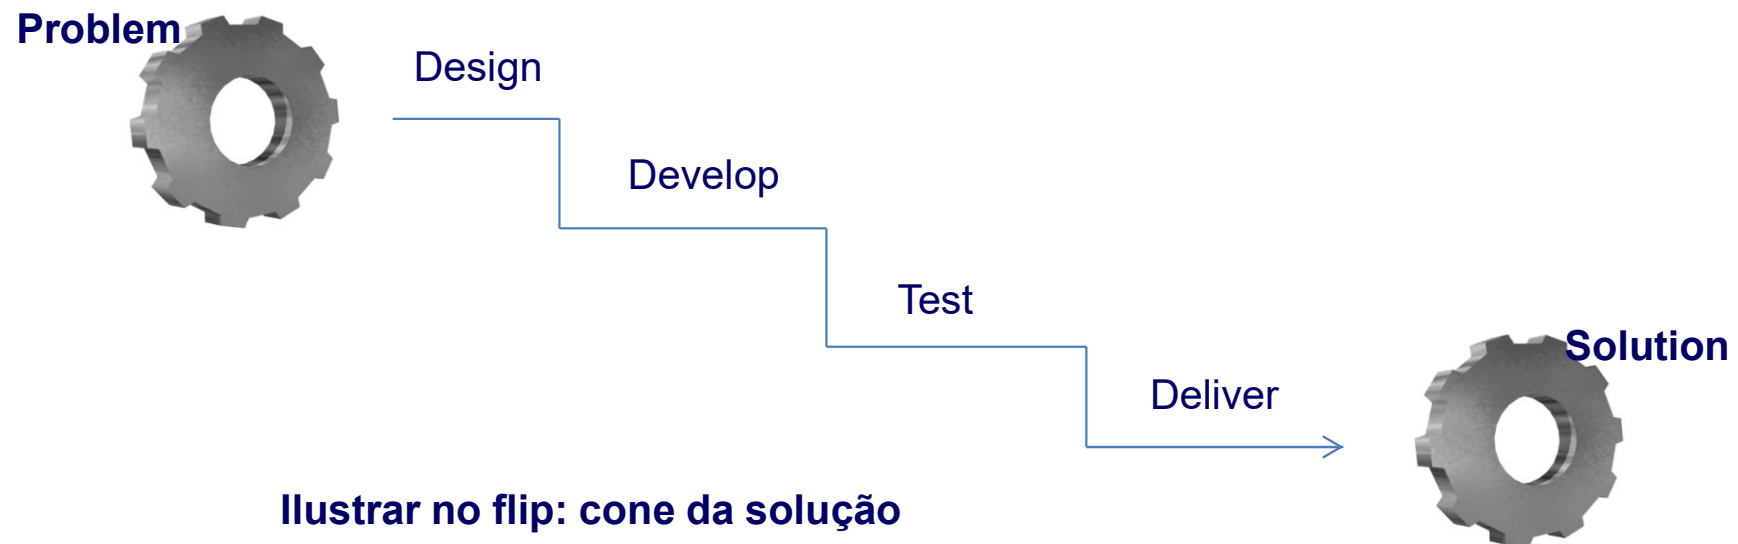 Problem
Design
Develop
Test
Solution
Deliver
Ilustrar no flip: cone da solução